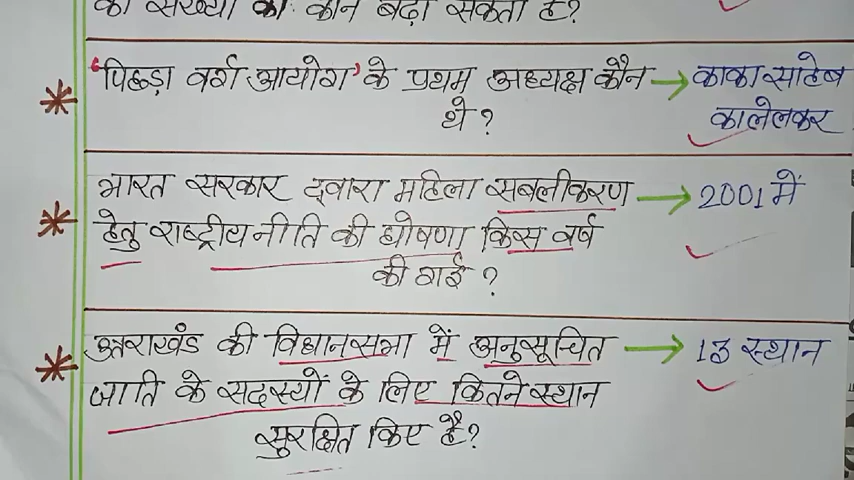 की संख्या को कौन बढ़ा सकता है?
'पिछड़ा वर्ग आयोग' के प्रथम अध्यक्ष कौन → काका साहेब
थे? कालेलकर
भारत सरकार द्वारा महिला सबलीकरण → 2001 में
हेतु राष्ट्रीय नीति की घोषणा किस वर्ष
की गई?
उत्तराखंड की विधानसभा में अनुसूचित → 13 स्थान
जाति के सदस्यों के लिए कितने स्थान
सुरक्षित किए है?